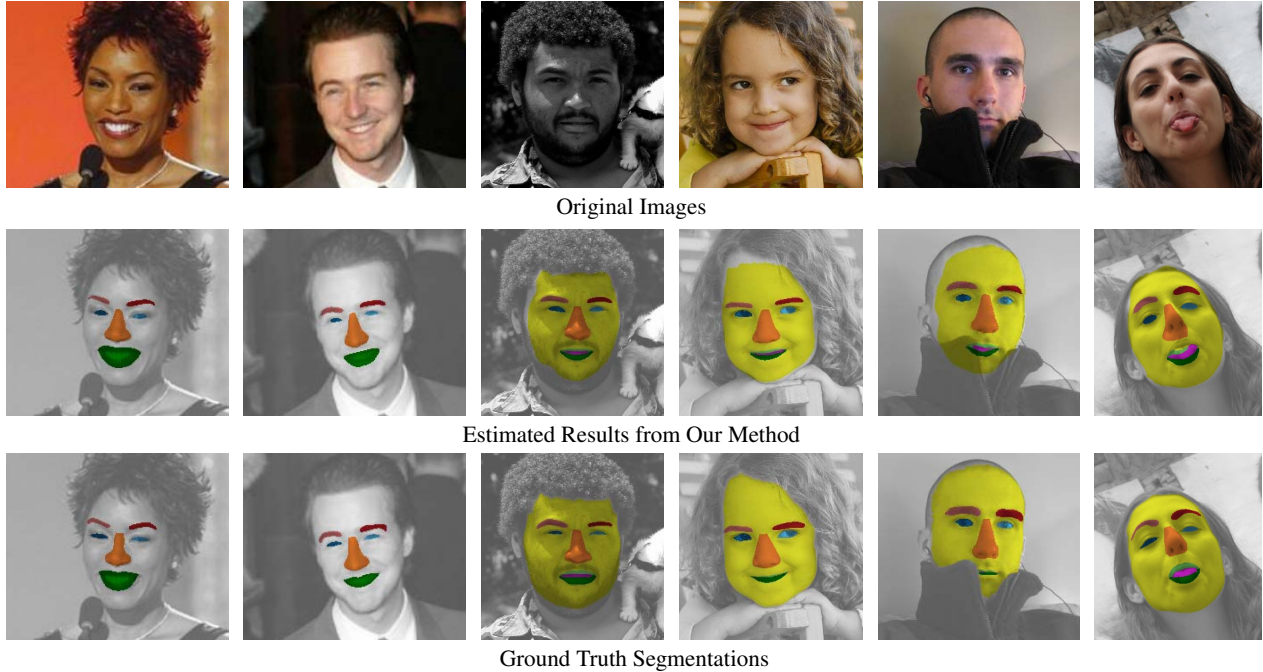 Original Images
Estimated Results from Our Method
Ground Truth Segmentations